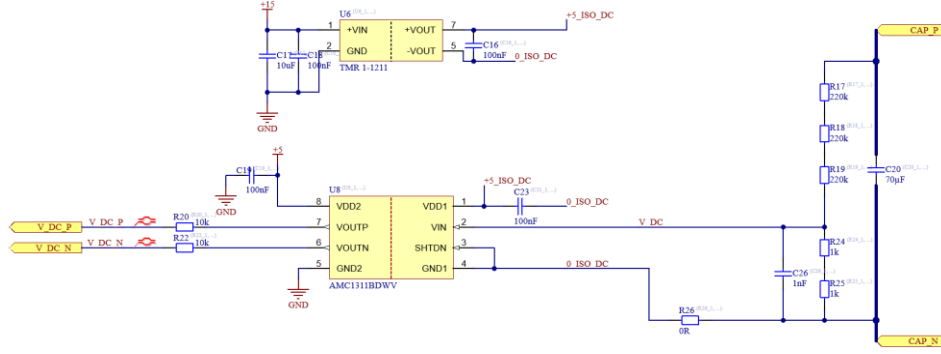 +15
U6
1 +VIN +VOUT 7
2 GND -VOUT 5
TMR 1-1211
C17
10uF
C18
100nF
GND
+5_ISO_DC
C16
100nF
0_ISO_DC
CAP_P
R17
220k
R18
220k
R19
220k
C20
70µF
+5
C19
100nF
GND
U8
8 VDD2 VDD1 1
7 VOUTP VIN 2
6 VOUTN SHTDN 3
5 GND2 GND1 4
AMC1311BDWV
GND
+5_ISO_DC
C23
100nF
0_ISO_DC
V_DC_P
V_DC_P
R20
10k
V_DC_N
V_DC_N
R22
10k
V_DC
0_ISO_DC
R24
1k
C26
1nF
R25
1k
R26
0R
CAP_N